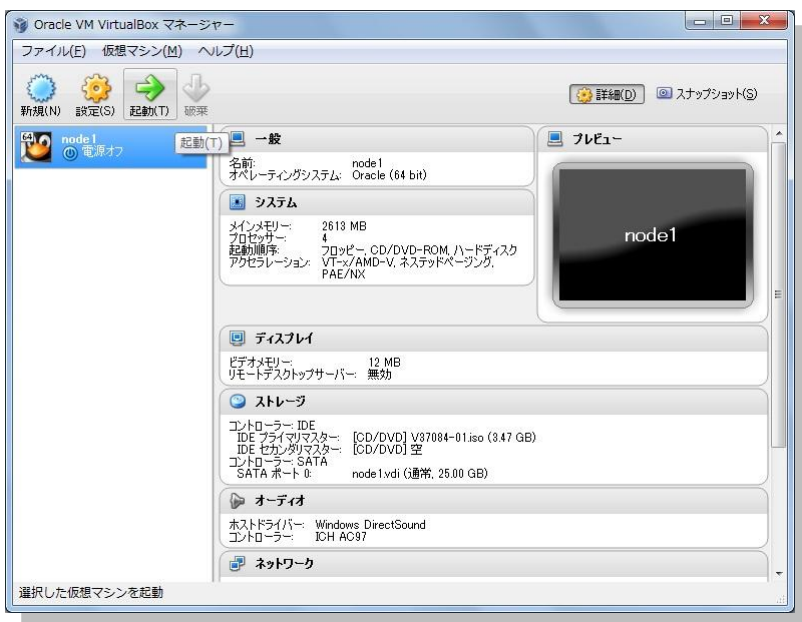 Oracle VM VirtualBox マネージャー
ファイル(F) 仮想マシン(M) ヘルプ(H)
新規(N) 設定(S) 起動(T) 破棄
詳細(D) スナップショット(S)
64 node1
電源オフ
起動(T)
一般
名前: node1
オペレーティングシステム: Oracle (64 bit)
システム
メインメモリー: 2613 MB
プロセッサー: 4
起動順序: フロッピー, CD/DVD-ROM, ハードディスク
アクセラレーション: VT-x/AMD-V, ネステッドページング,
PAE/NX
プレビュー
node1
ディスプレイ
ビデオメモリー: 12 MB
リモートデスクトップサーバー: 無効
ストレージ
コントローラー: IDE
IDE プライマリマスター: [CD/DVD] V37084-01.iso (3.47 GB)
IDE セカンダリマスター: [CD/DVD] 空
コントローラー: SATA
SATA ポート 0: node1.vdi (通常, 25.00 GB)
オーディオ
ホストドライバー: Windows DirectSound
コントローラー: ICH AC97
ネットワーク
選択した仮想マシンを起動